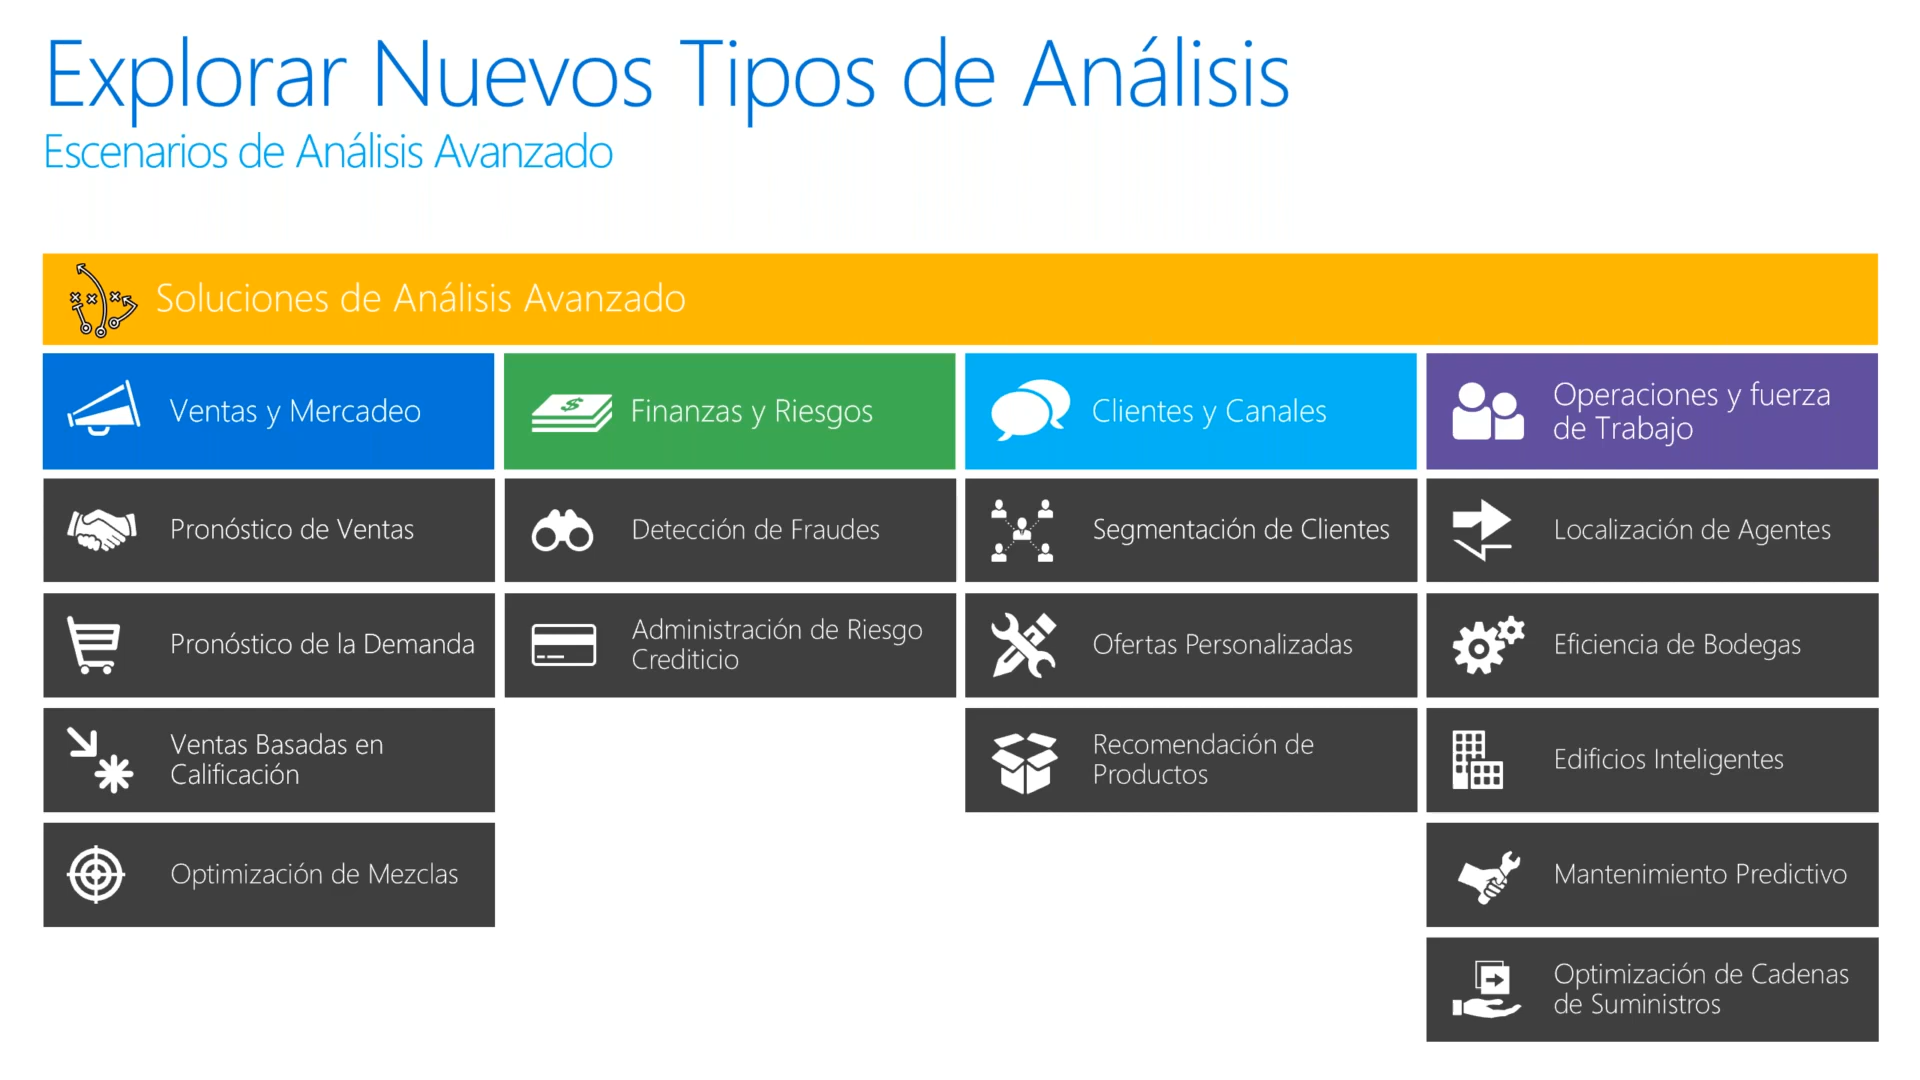 Explorar Nuevos Tipos de Análisis
Escenarios de Análisis Avanzado
Soluciones de Análisis Avanzado
Ventas y Mercadeo
Pronóstico de Ventas
Pronóstico de la Demanda
Ventas Basadas en
Calificación
Optimización de Mezclas
Finanzas y Riesgos
Detección de Fraudes
Administración de Riesgo
Crediticio
Clientes y Canales
Segmentación de Clientes
Ofertas Personalizadas
Recomendación de
Productos
Operaciones y fuerza
de Trabajo
Localización de Agentes
Eficiencia de Bodegas
Edificios Inteligentes
Mantenimiento Predictivo
Optimización de Cadenas
de Suministros